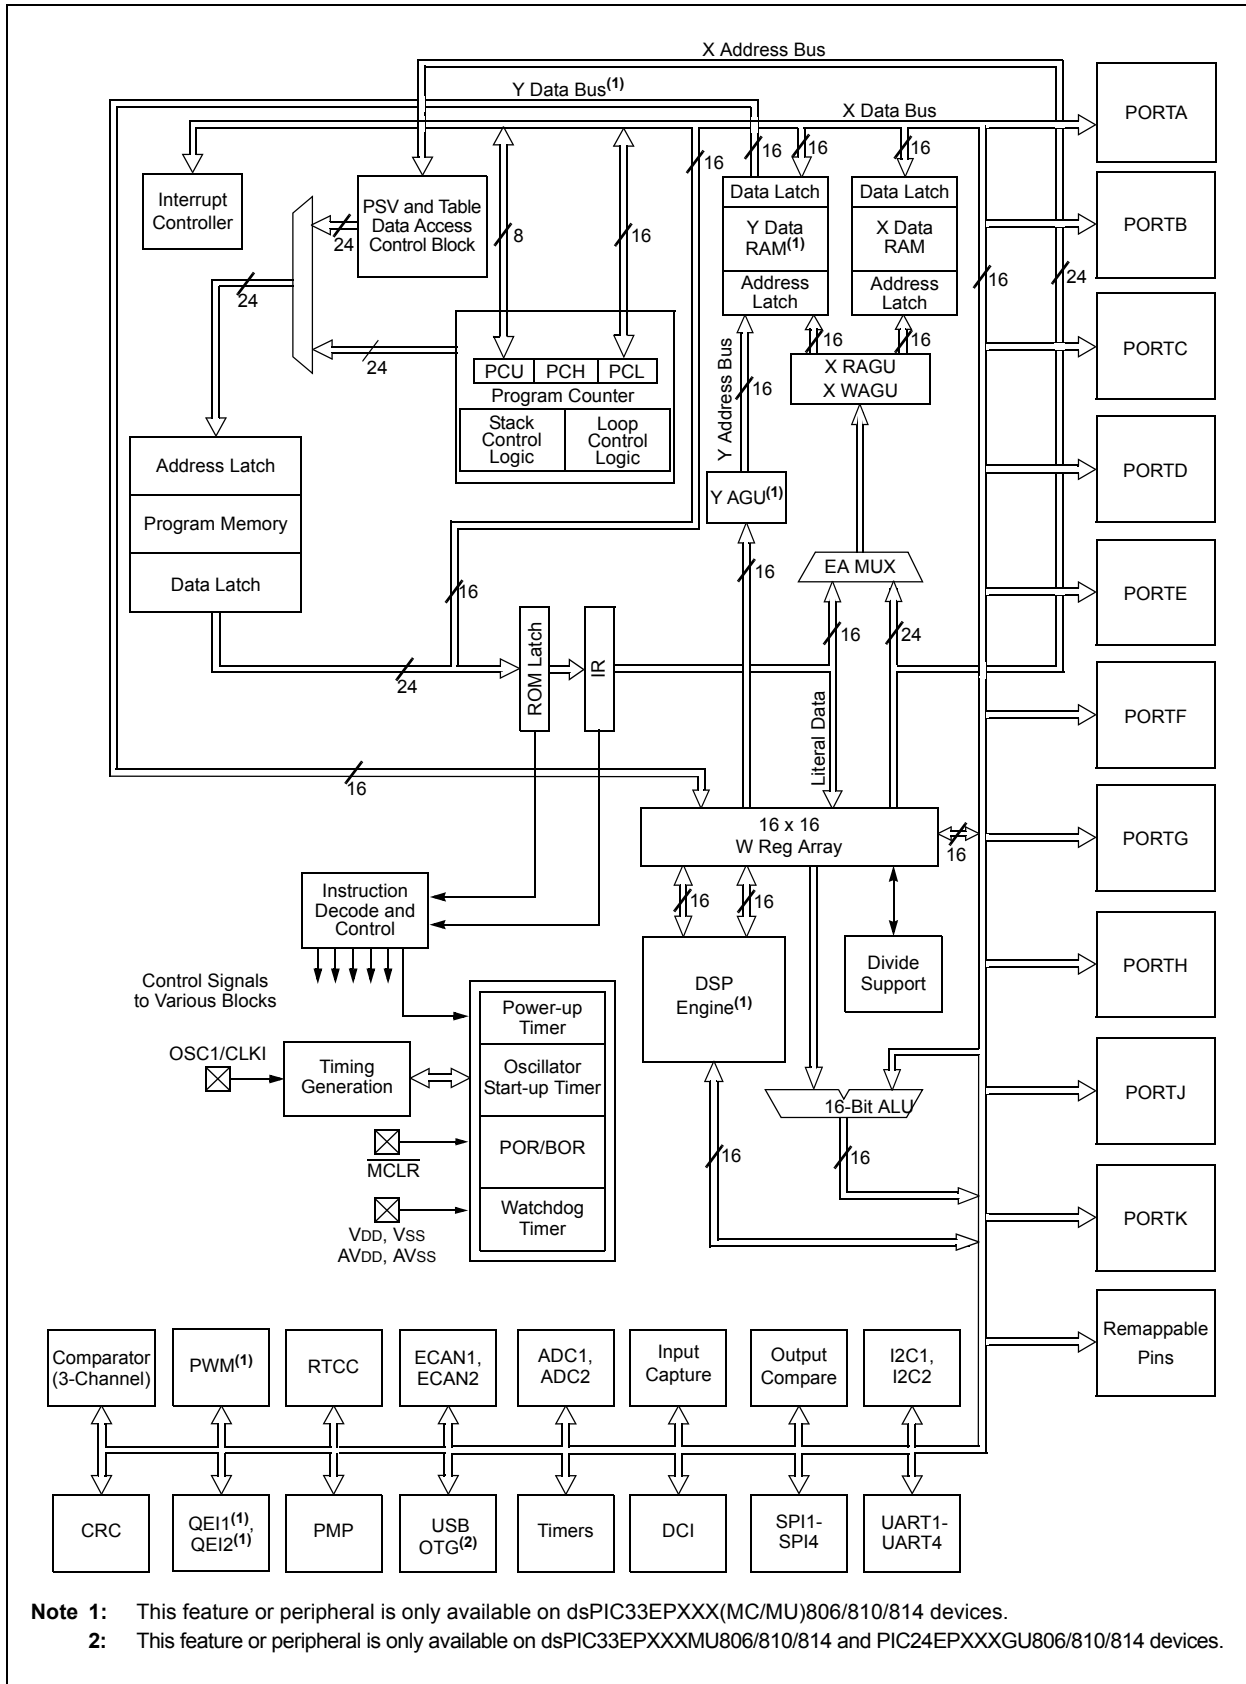 X Address Bus
Y Data Bus(1)
X Data Bus
PORTA
16
16
16
16
Interrupt
Controller
PSV and Table
Data Access
Control Block
24
8
16
Data Latch
Y Data
RAM(1)
Address
Latch
Data Latch
X Data
RAM
Address
Latch
16
24
PORTB
24
24
16
16
PORTC
PCU
PCH
PCL
Program Counter
Stack
Control
Logic
Loop
Control
Logic
Y Address Bus
16
X RAGU
X WAGU
Address Latch
Program Memory
Data Latch
Y AGU(1)
PORTD
16
16
EA MUX
PORTE
24
ROM Latch
IR
16
24
Literal Data
PORTF
16
16 x 16
W Reg Array
16
PORTG
Instruction
Decode and
Control
16
16
Control Signals
to Various Blocks
DSP
Engine(1)
Divide
Support
PORTH
Power-up
Timer
OSC1/CLKI
Timing
Generation
Oscillator
Start-up Timer
16-Bit ALU
PORTJ
MCLR
POR/BOR
16
16
VDD, VSS
AVDD, AVSS
Watchdog
Timer
PORTK
Remappable
Pins
Comparator
(3-Channel)
PWM(1)
RTCC
ECAN1,
ECAN2
ADC1,
ADC2
Input
Capture
Output
Compare
I2C1,
I2C2
CRC
QEI1(1),
QEI2(1)
PMP
USB
OTG(2)
Timers
DCI
SPI1-
SPI4
UART1-
UART4
Note 1: This feature or peripheral is only available on dsPIC33EPXXX(MC/MU)806/810/814 devices.
2: This feature or peripheral is only available on dsPIC33EPXXXMU806/810/814 and PIC24EPXXXGU806/810/814 devices.